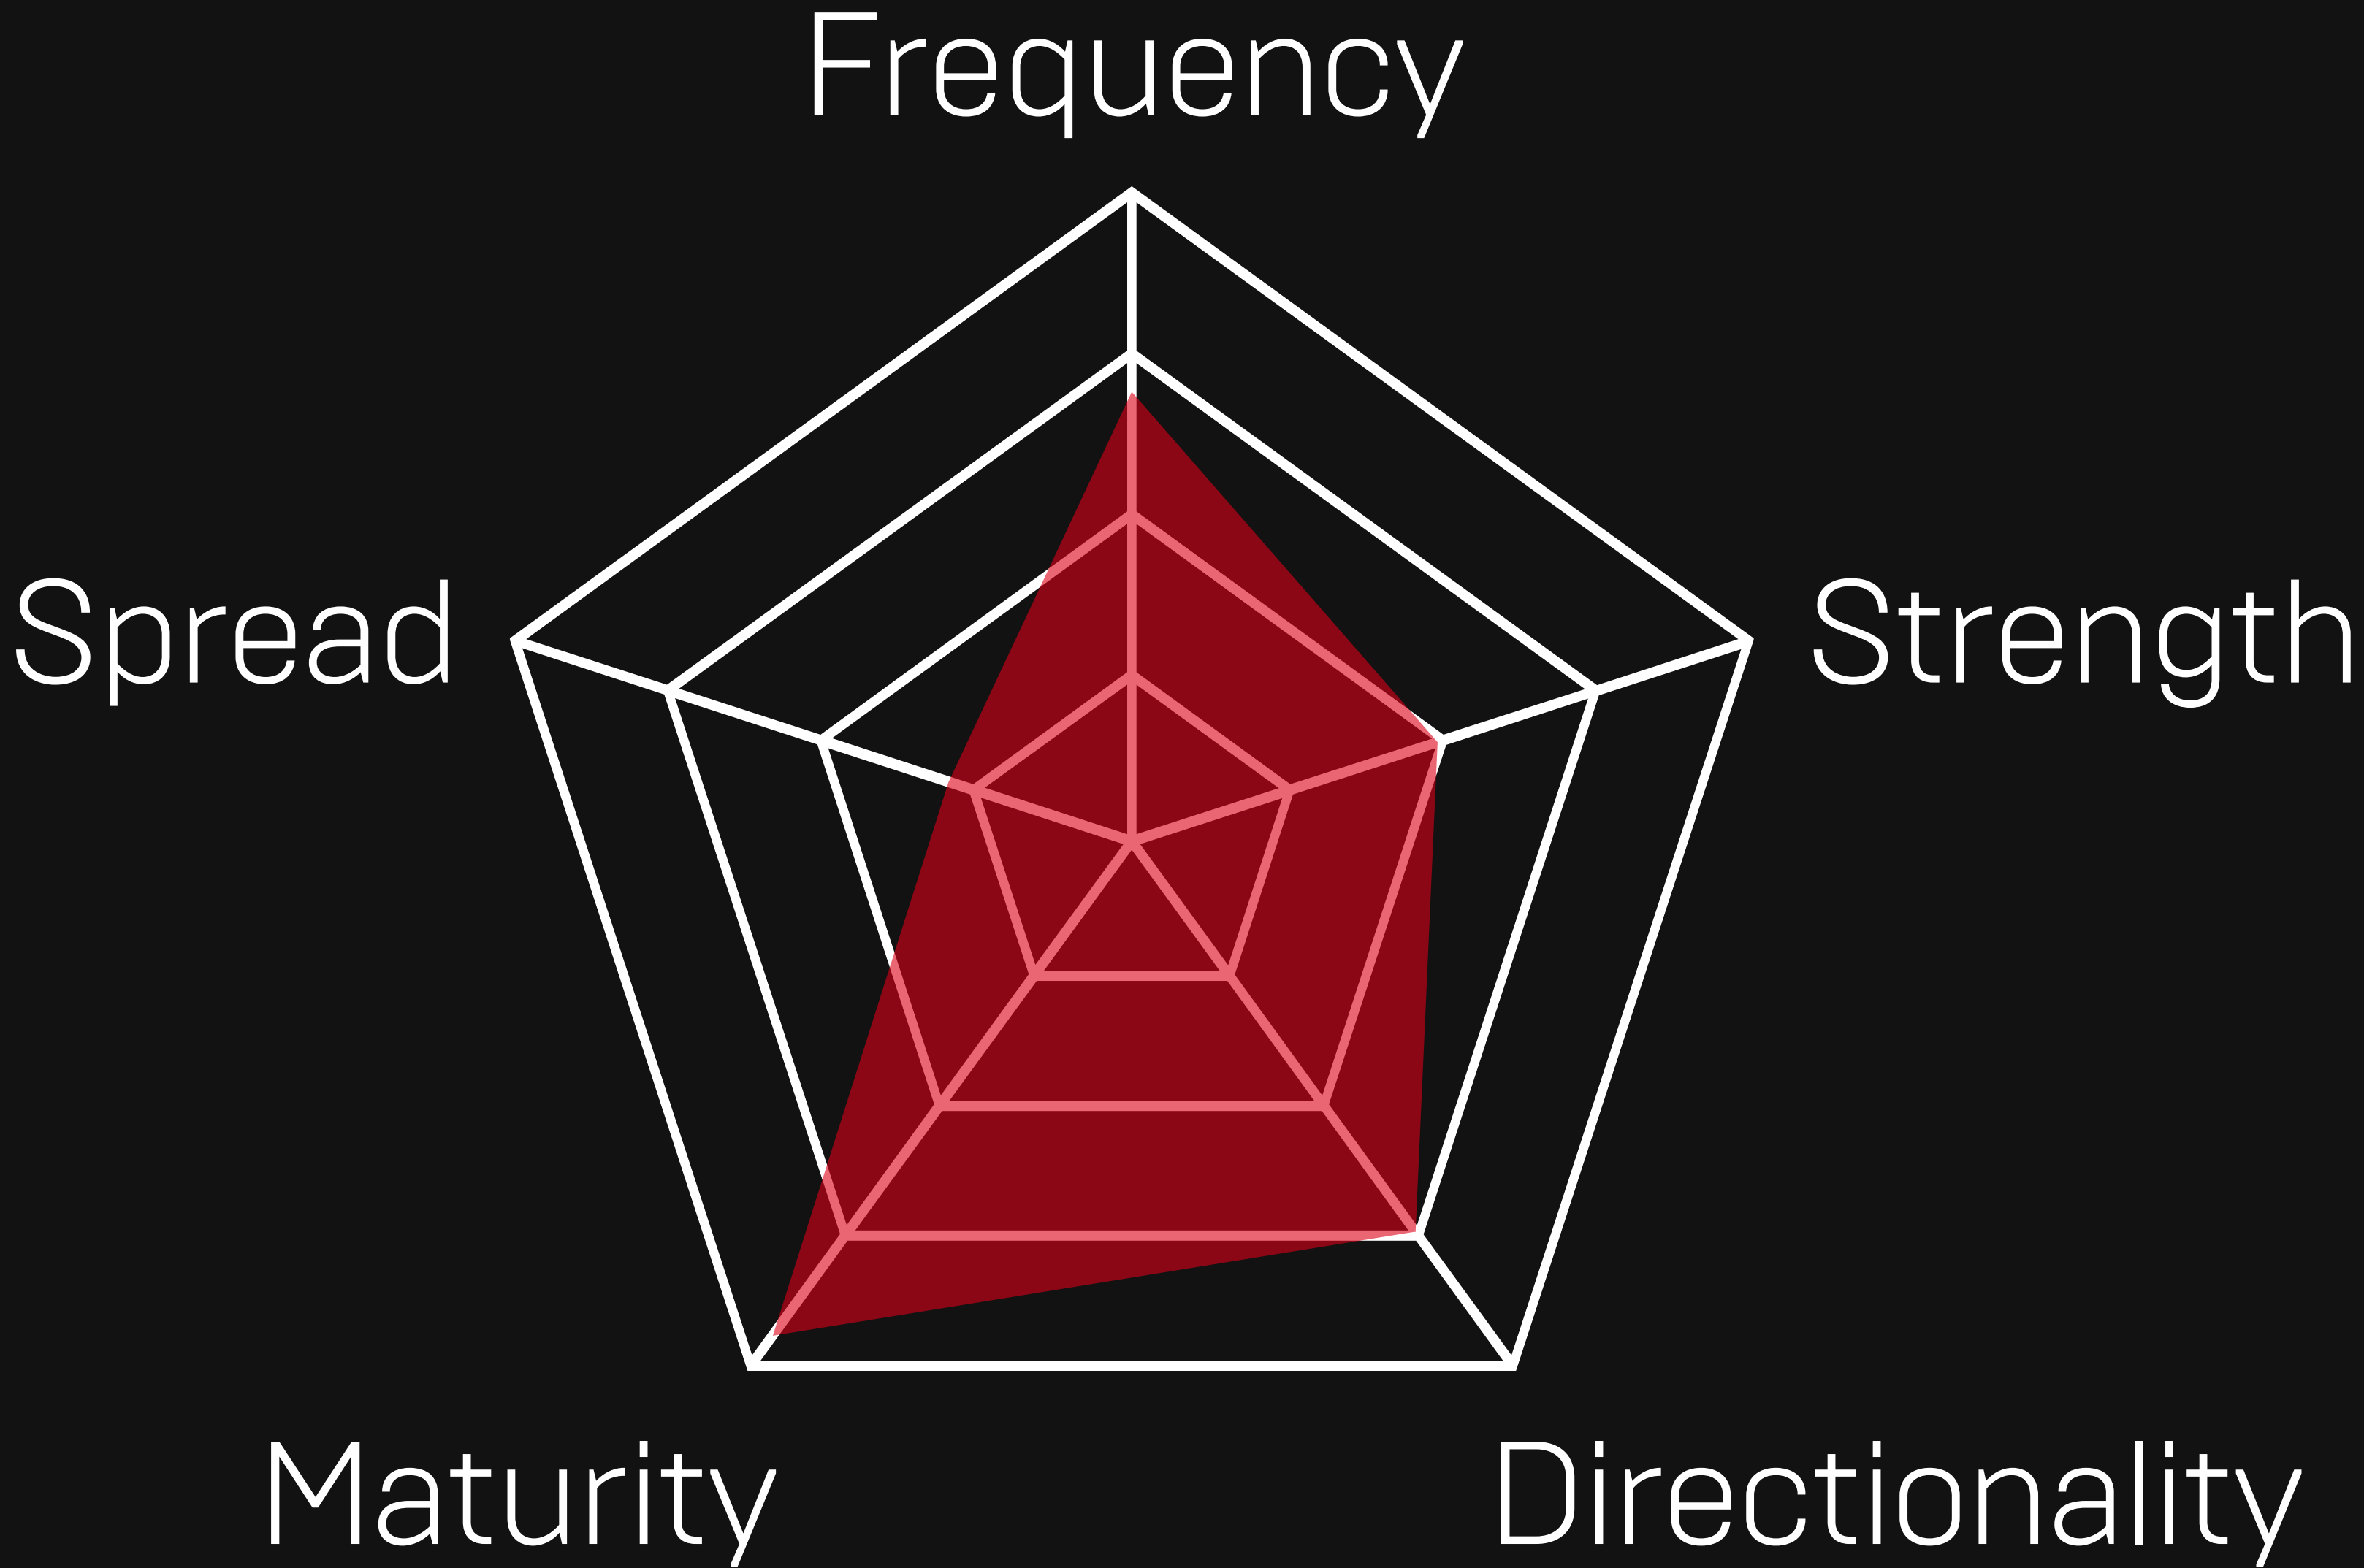 Frequency
Spread
Strength
Maturity
Directionality